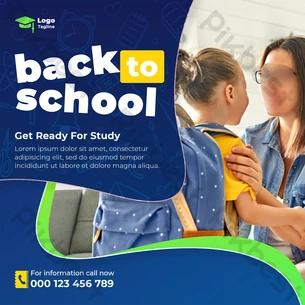 Logo
Tagline
back to
school
Get Ready For Study
Lorem ipsum dolor sit amet, consectetur
adipiscing elit, sed do eiusmod tempor
incididunt ut labore et dolore magna aliqua.
For information call now
000 123 456 789